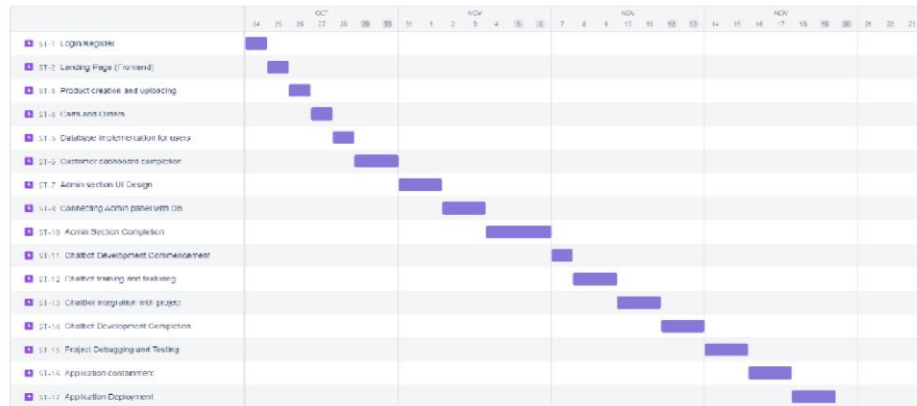 OCT NOV NOV NOV
24 25 26 27 28 29 30 31 1 2 3 4 5 6 7 8 9 10 11 12 13 14 15 16 17 18 19 20 21 22 23
ST-1 Login/Register
ST-2 Landing Page (Frontend)
ST-3 Product creation and uploading
ST-4 Carts and Orders
ST-5 Database Implementation for users
ST-6 Customer dashboard completion
ST-7 Admin section UI Design
Connecting Admin panel with DB
ST-10 Admin Section Completion
ST-11 Chatbot Development Commencement
ST-12 Chatbot training and featuring
ST-13 ChatBot integration with project
ST-14 Chatbot Development Completion
ST-15 Project Debugging and Testing
ST-16 Application containment
ST-17 Application Deployment